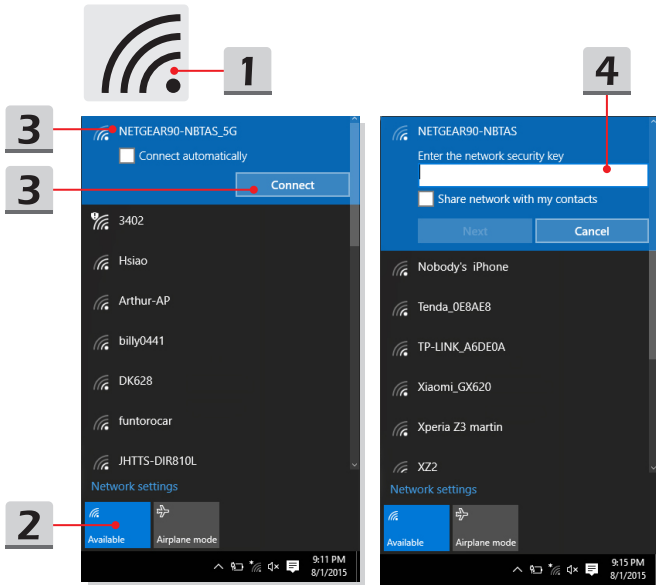 1
3
NETGEAR90-NBTAS_5G
Connect automatically
3
Connect
3402
Hsiao
Arthur-AP
billy0441
DK628
funtorocar
JHTTS-DIR810L
Network settings
2
Available
Airplane mode
9:11 PM
8/1/2015
4
NETGEAR90-NBTAS
Enter the network security key
Share network with my contacts
Next
Cancel
Nobody's iPhone
Tenda_0E8AE8
TP-LINK_A6DE0A
Xiaomi_GX620
Xperia Z3 martin
XZ2
Network settings
Available
Airplane mode
9:15 PM
8/1/2015